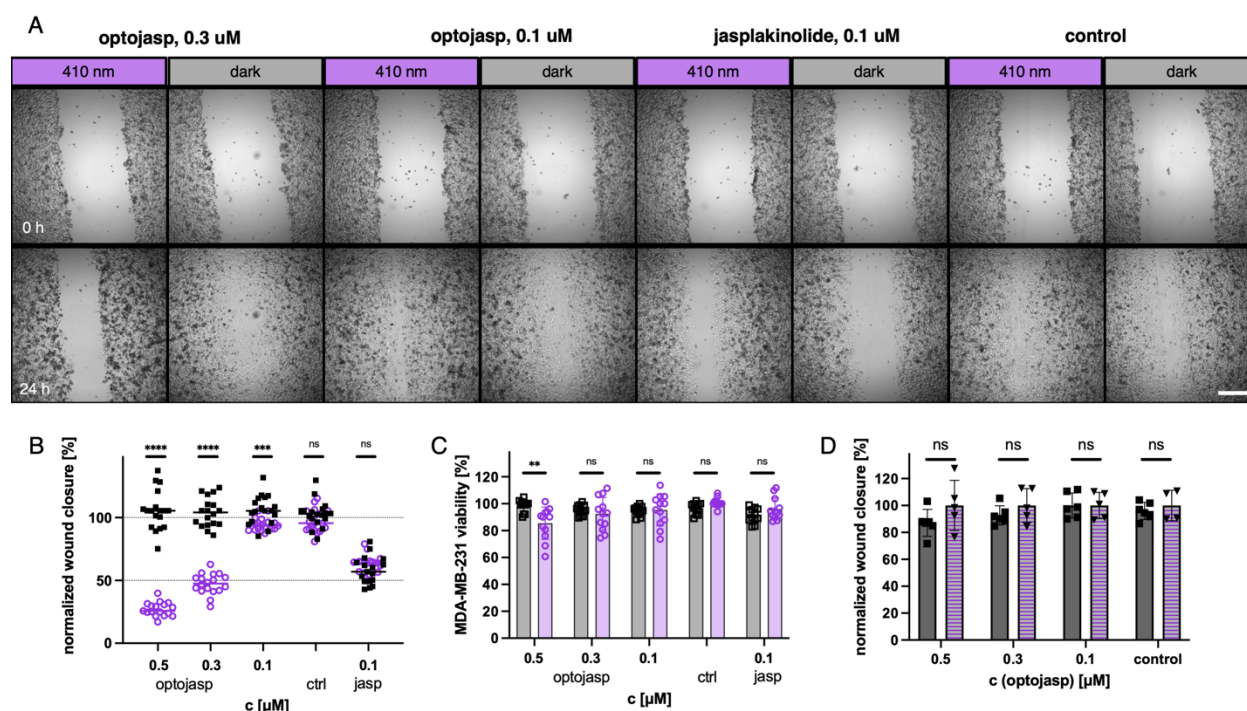 A
optojasp, 0.3 uM optojasp, 0.1 uM jasplakinolide, 0.1 uM control
410 nm dark 410 nm dark 410 nm dark 410 nm dark
0 h
24 h
B
normalized wound closure [%]
100
50
0
**** **** *** ns ns
0.5 0.3 0.1 0.1
optojasp ctrl jasp
c [µM]
C
MDA-MB-231 viability [%]
120
100
80
60
40
20
0
** ns ns ns ns
0.5 0.3 0.1 0.1
optojasp ctrl jasp
c [µM]
D
normalized wound closure [%]
120
100
80
60
40
20
0
ns ns ns ns
0.5 0.3 0.1 control
c (optojasp) [µM]